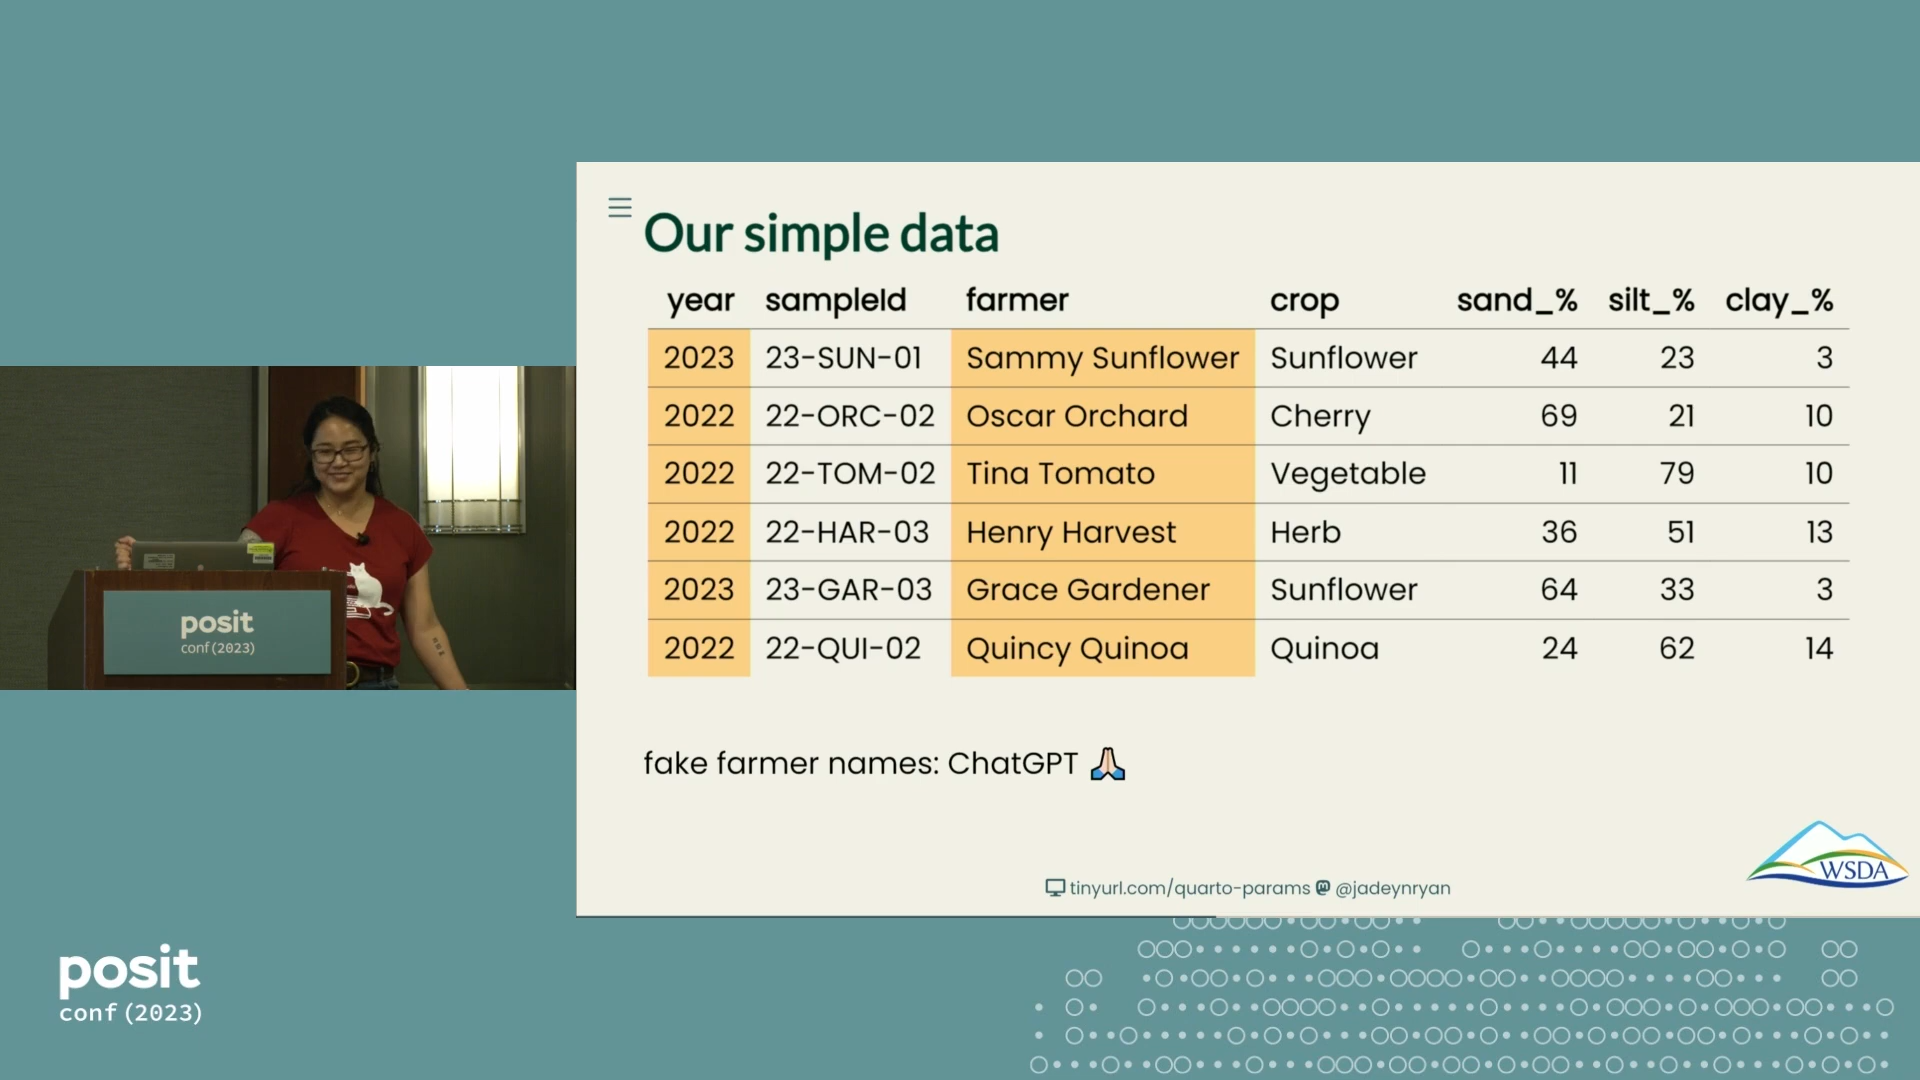 Our simple data
year sampleId farmer crop sand_% silt_% clay_%
2023 23-SUN-01 Sammy Sunflower Sunflower 44 23 3
2022 22-ORC-02 Oscar Orchard Cherry 69 21 10
2022 22-TOM-02 Tina Tomato Vegetable 11 79 10
2022 22-HAR-03 Henry Harvest Herb 36 51 13
2023 23-GAR-03 Grace Gardener Sunflower 64 33 3
2022 22-QUI-02 Quincy Quinoa Quinoa 24 62 14
fake farmer names: ChatGPT 🙏🏻
WSDA
tinyurl.com/quarto-params @jadeynryan
posit
conf(2023)
posit
conf(2023)